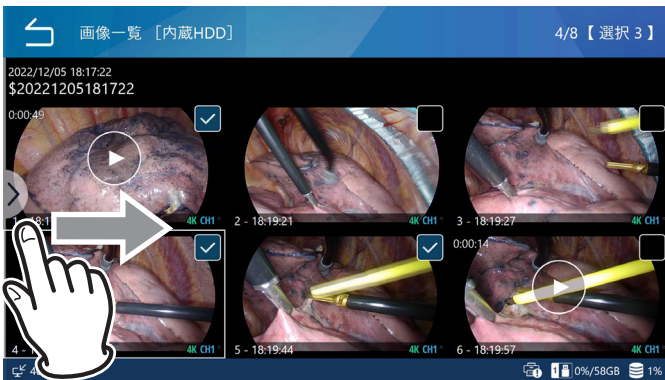 画像一覧 [内蔵HDD]
4/8【 選択 3 】
2022/12/05 18:17:22
$20221205181722
0:00:49
4K CH1
2 - 18:19:21
4K CH1
3 - 18:19:27
4K CH1
4K CH1
5 - 18:19:44
4K CH1
0:00:14
6 - 18:19:57
4K CH1
1
0%/58GB
1%